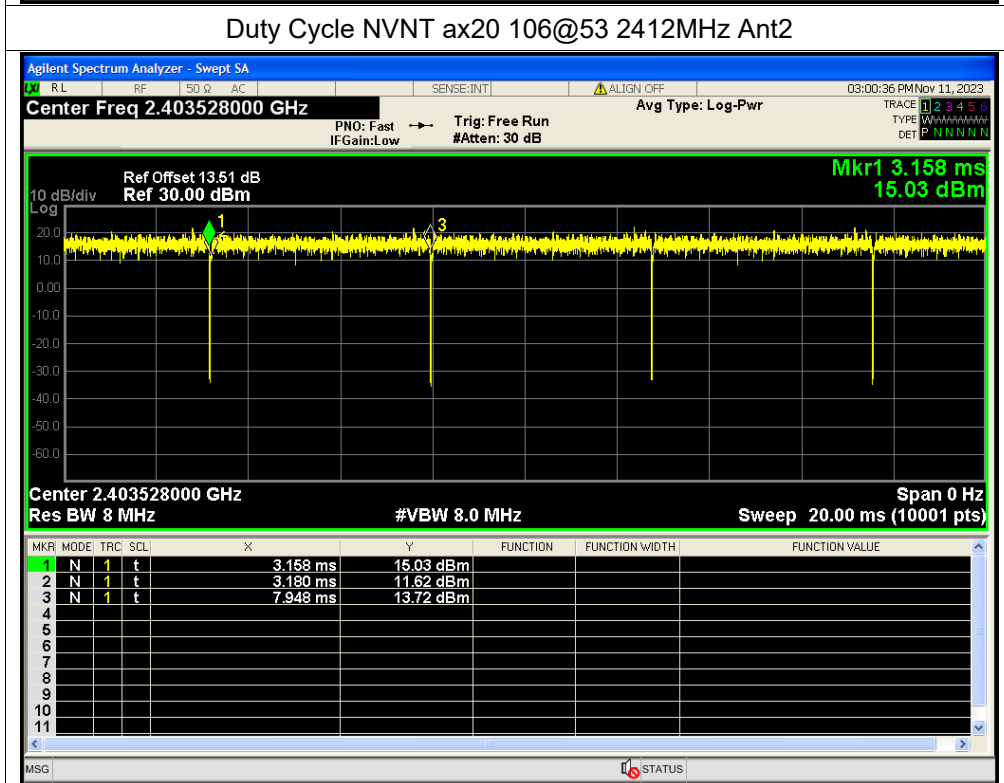 Duty Cycle NVNT ax20 106@53 2412MHz Ant2
Agilent Spectrum Analyzer - Swept SA
LXI RL RF 50 Ω AC SENSE:INT ALIGN OFF 03:00:36 PM Nov 11, 2023
Center Freq 2.403528000 GHz Avg Type: Log-Pwr TRACE 1 2 3 4 5 6
PNO: Fast Trig: Free Run TYPE
IFGain:Low #Atten: 30 dB DET P N N N N N
Mkr1 3.158 ms
Ref Offset 13.51 dB
10 dB/div Ref 30.00 dBm 15.03 dBm
Log
1
3
20.0
10.0
0.00
-10.0
-20.0
-30.0
-40.0
-50.0
-60.0
Center 2.403528000 GHz Span 0 Hz
Res BW 8 MHz #VBW 8.0 MHz Sweep 20.00 ms (10001 pts)
MKR MODE TRC SCL X Y FUNCTION FUNCTION WIDTH FUNCTION VALUE
1 N 1 t 3.158 ms 15.03 dBm
2 N 1 t 3.180 ms 11.62 dBm
3 N 1 t 7.948 ms 13.72 dBm
4
5
6
7
8
9
10
11
MSG STATUS